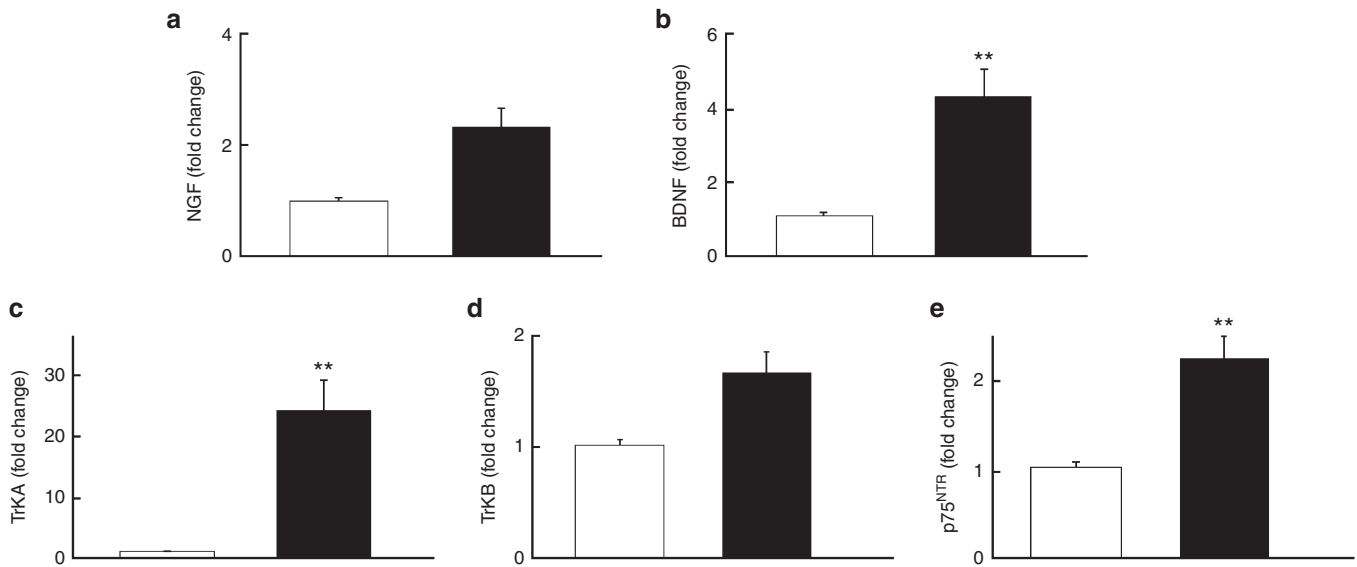 a
NGF (fold change)
4
2
0
b
BDNF (fold change)
6
4
2
0
**
c
TrKA (fold change)
30
20
10
0
**
d
TrKB (fold change)
2
1
0
e
p75NTR (fold change)
2
1
0
**